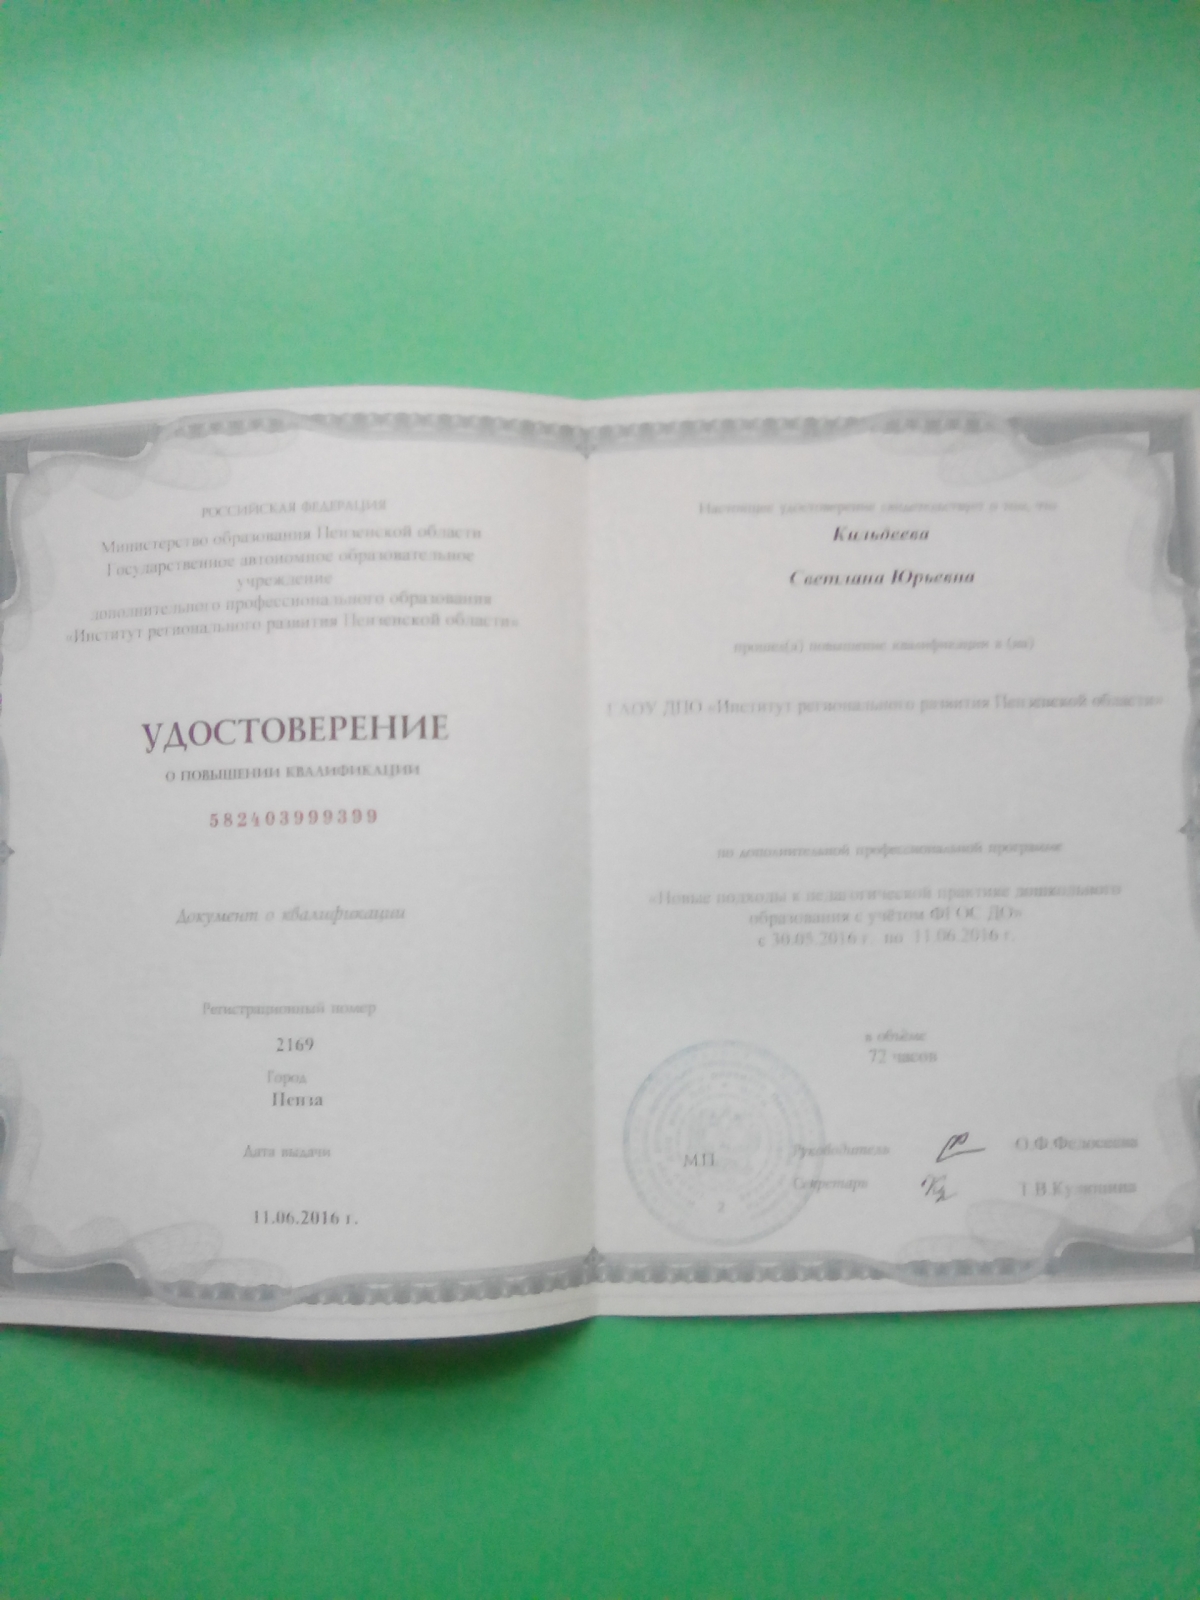 РОССИЙСКАЯ ФЕДЕРАЦИЯ
Министерство образования Пензенской области
Государственное автономное образовательное
учреждение
дополнительного профессионального образования
«Институт регионального развития Пензенской области»
УДОСТОВЕРЕНИЕ
О ПОВЫШЕНИИ КВАЛИФИКАЦИИ
582403999399
Документ о квалификации
Регистрационный номер
2169
Город
Пенза
Дата выдачи
11.06.2016 г.
Настоящее удостоверение свидетельствует о том, что
Кильдеева
Светлана Юрьевна
прошел(а) повышение квалификации в (на)
ГАОУ ДПО «Институт регионального развития Пензенской области»
по дополнительной профессиональной программе
«Новые подходы к педагогической практике дошкольного
образования с учётом ФГОС ДО»
с 30.05.2016 г. по 11.06.2016 г.
в объёме
72 часов
М.П.
2
Руководитель О.Ф.Федосеева
Секретарь Т.В.